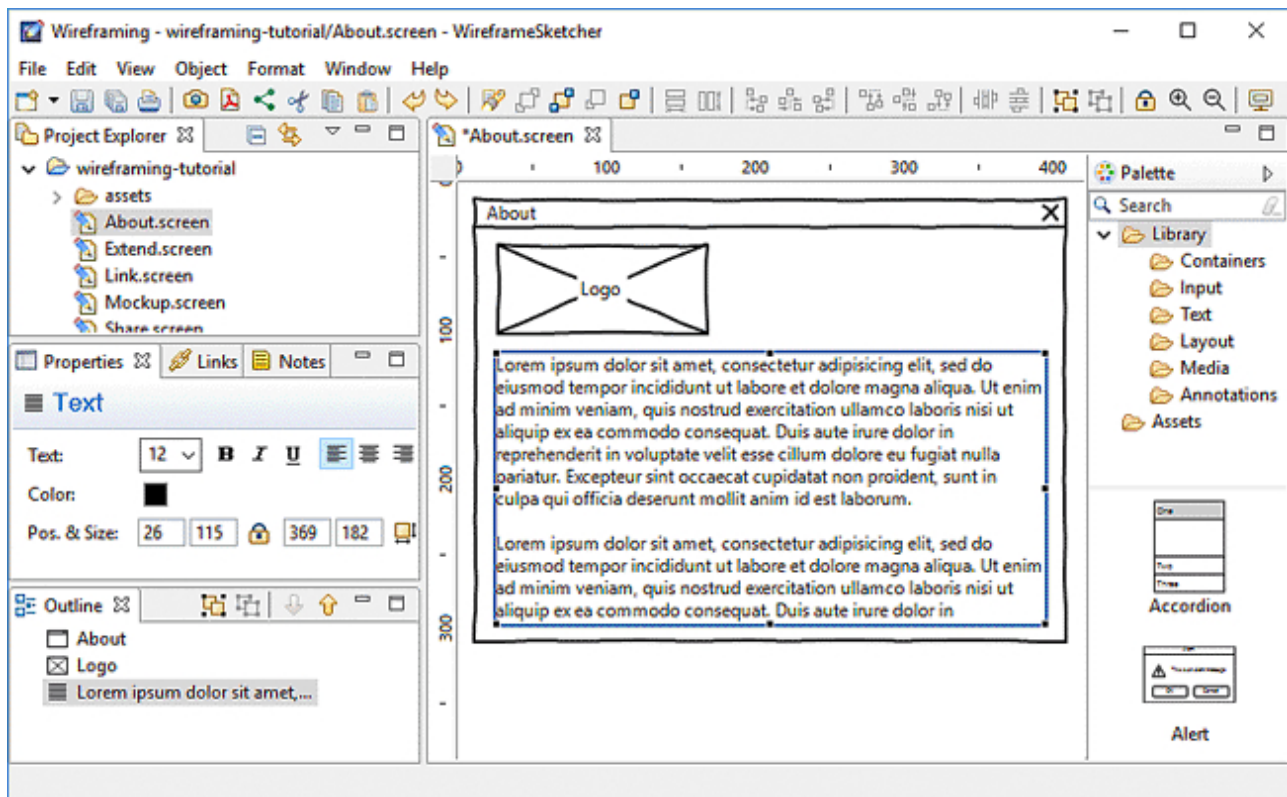 Wireframing - wireframing-tutorial/About.screen - WireframeSketcher
File Edit View Object Format Window Help
Project Explorer
wireframing-tutorial
assets
About.screen
Extend.screen
Link.screen
Mockup.screen
Share.screen
Properties Links Notes
Text
Text: 12 B I U
Color:
Pos. & Size: 26 115 369 182
Outline
About
Logo
Lorem ipsum dolor sit amet,...
*About.screen
0 100 200 300 400
0
100
200
300
About
Logo
Lorem ipsum dolor sit amet, consectetur adipisicing elit, sed do
eiusmod tempor incididunt ut labore et dolore magna aliqua. Ut enim
ad minim veniam, quis nostrud exercitation ullamco laboris nisi ut
aliquip ex ea commodo consequat. Duis aute irure dolor in
reprehenderit in voluptate velit esse cillum dolore eu fugiat nulla
pariatur. Excepteur sint occaecat cupidatat non proident, sunt in
culpa qui officia deserunt mollit anim id est laborum.
Lorem ipsum dolor sit amet, consectetur adipisicing elit, sed do
eiusmod tempor incididunt ut labore et dolore magna aliqua. Ut enim
ad minim veniam, quis nostrud exercitation ullamco laboris nisi ut
aliquip ex ea commodo consequat. Duis aute irure dolor in
Palette
Search
Library
Containers
Input
Text
Layout
Media
Annotations
Assets
One
Two
Three
Accordion
Alert